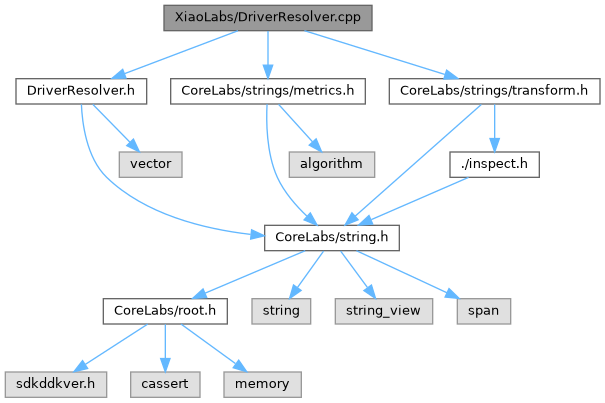 XiaoLabs/DriverResolver.cpp
DriverResolver.h
CoreLabs/strings/metrics.h
CoreLabs/strings/transform.h
vector
algorithm
./inspect.h
CoreLabs/string.h
CoreLabs/root.h
string
string_view
span
sdkddkver.h
cassert
memory